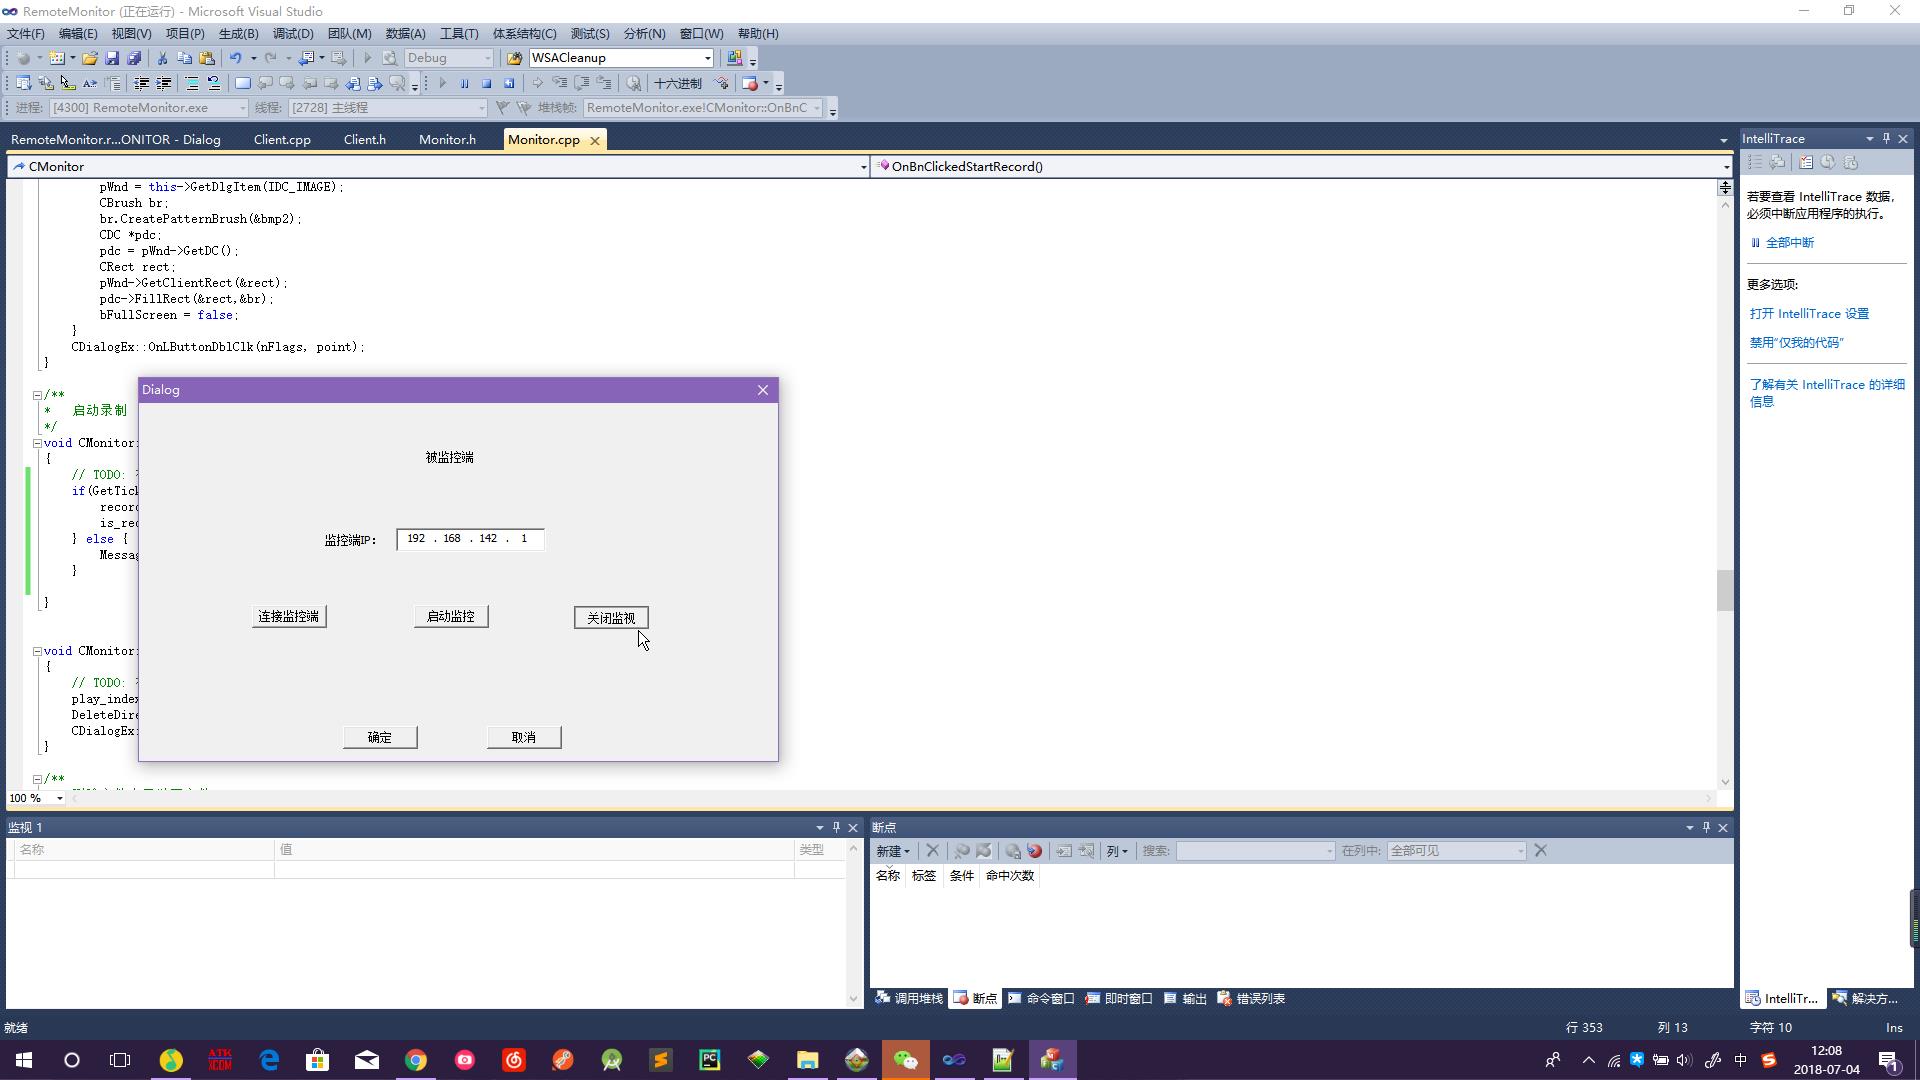 RemoteMonitor (正在运行) - Microsoft Visual Studio
文件(F) 编辑(E) 视图(V) 项目(P) 生成(B) 调试(D) 团队(M) 数据(A) 工具(T) 体系结构(C) 测试(S) 分析(N) 窗口(W) 帮助(H)
Debug WSACleanup
十六进制
进程: [4300] RemoteMonitor.exe 线程: [2728] 主线程 堆栈帧: RemoteMonitor.exe!CMonitor::OnBnC
RemoteMonitor.r...ONITOR - Dialog Client.cpp Client.h Monitor.h Monitor.cpp
CMonitor OnBnClickedStartRecord()
pWnd = this->GetDlgItem(IDC_IMAGE);
CBrush br;
br.CreatePatternBrush(&bmp2);
CDC *pdc;
pdc = pWnd->GetDC();
CRect rect;
pWnd->GetClientRect(&rect);
pdc->FillRect(&rect,&br);
bFullScreen = false;
}
CDialogEx::OnLButtonDblClk(nFlags, point);
}
/**
* 启动录制
*/
void CMonitor:
{
// TODO:
if(GetTick
record
is_rec
} else {
Messag
}
}
void CMonitor:
{
// TODO:
play_index
DeleteDire
CDialogEx:
}
/**
100 %
Dialog
被监控端
监控端IP: 192 . 168 . 142 . 1
连接监控端 启动监控 关闭监视
确定 取消
IntelliTrace
若要查看 IntelliTrace 数据,
必须中断应用程序的执行。
全部中断
更多选项:
打开 IntelliTrace 设置
禁用“仅我的代码”
了解有关 IntelliTrace 的详细
信息
监视 1
名称 值 类型
断点
新建 列 搜索: 在列中: 全部可见
名称 标签 条件 命中次数
调用堆栈 断点 命令窗口 即时窗口 输出 错误列表
IntelliTr... 解决方...
就绪 行 353 列 13 字符 10 Ins
ATK
XCOM
PC
中
12:08
2018-07-04
1